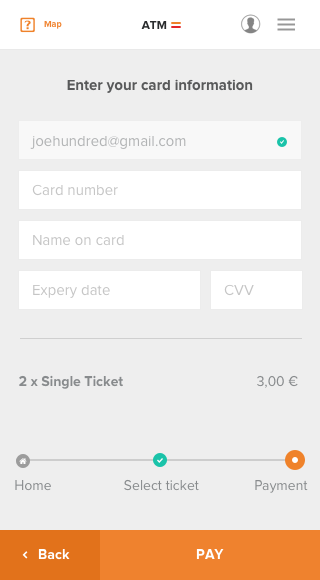 Map
ATM
Enter your card information
joehundred@gmail.com
Card number
Name on card
Expery date
CVV
2 x Single Ticket
3,00 €
Home
Select ticket
Payment
Back
PAY